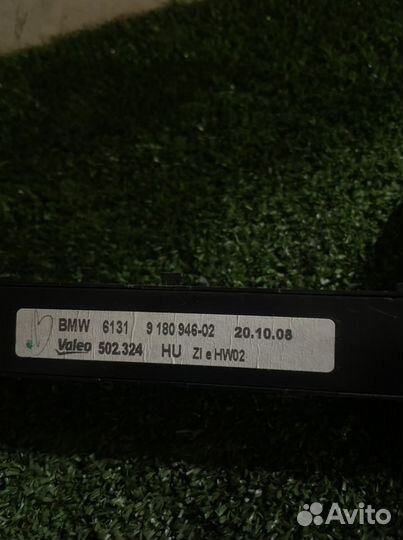 BMW 6131 9 180 946-02 20.10.08
Valeo 502.324 HU ZI e HW02
Avito